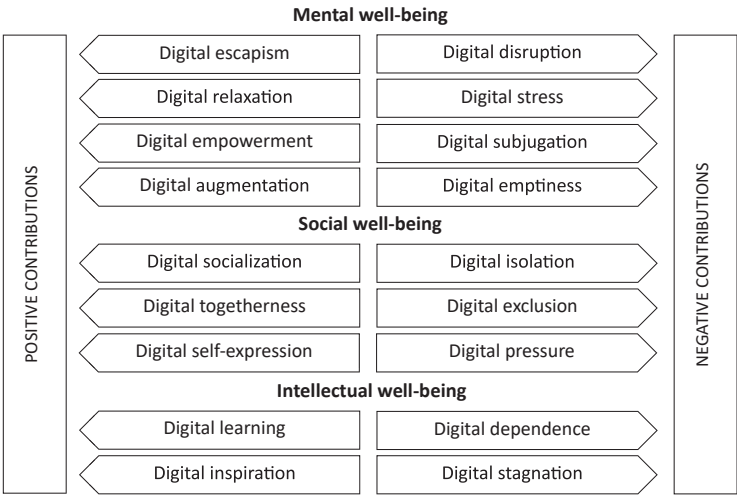 Mental well-being
POSITIVE CONTRIBUTIONS
Digital escapism
Digital disruption
Digital relaxation
Digital stress
Digital empowerment
Digital subjugation
Digital augmentation
Digital emptiness
Social well-being
Digital socialization
Digital isolation
Digital togetherness
Digital exclusion
Digital self-expression
Digital pressure
Intellectual well-being
Digital learning
Digital dependence
Digital inspiration
Digital stagnation
NEGATIVE CONTRIBUTIONS